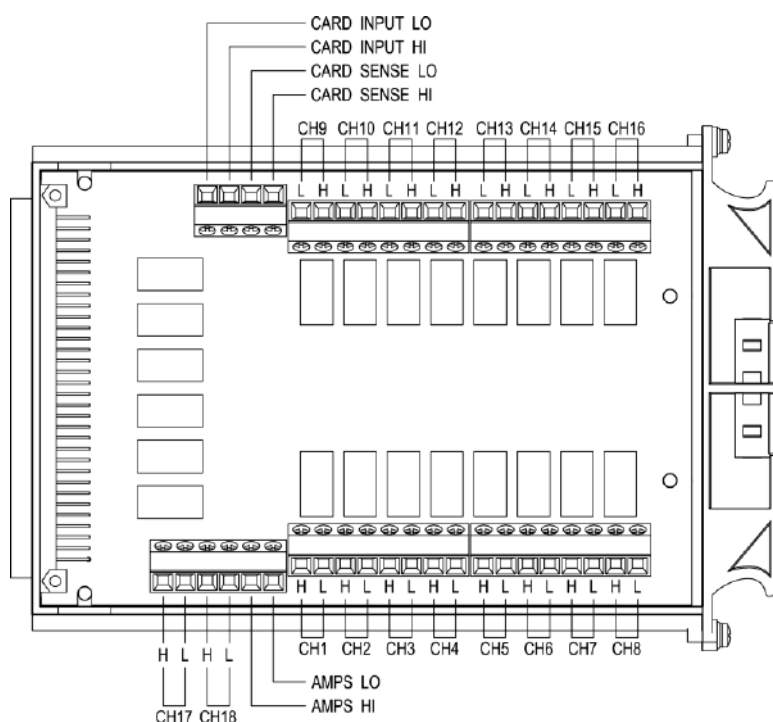 CARD INPUT LO
CARD INPUT HI
CARD SENSE LO
CARD SENSE HI
CH9 CH10 CH11 CH12 CH13 CH14 CH15 CH16
L H L H L H L H L H L H L H L H
H L H L H L H L H L H L H L H L
CH1 CH2 CH3 CH4 CH5 CH6 CH7 CH8
H L H L
AMPS LO
AMPS HI
CH17 CH18